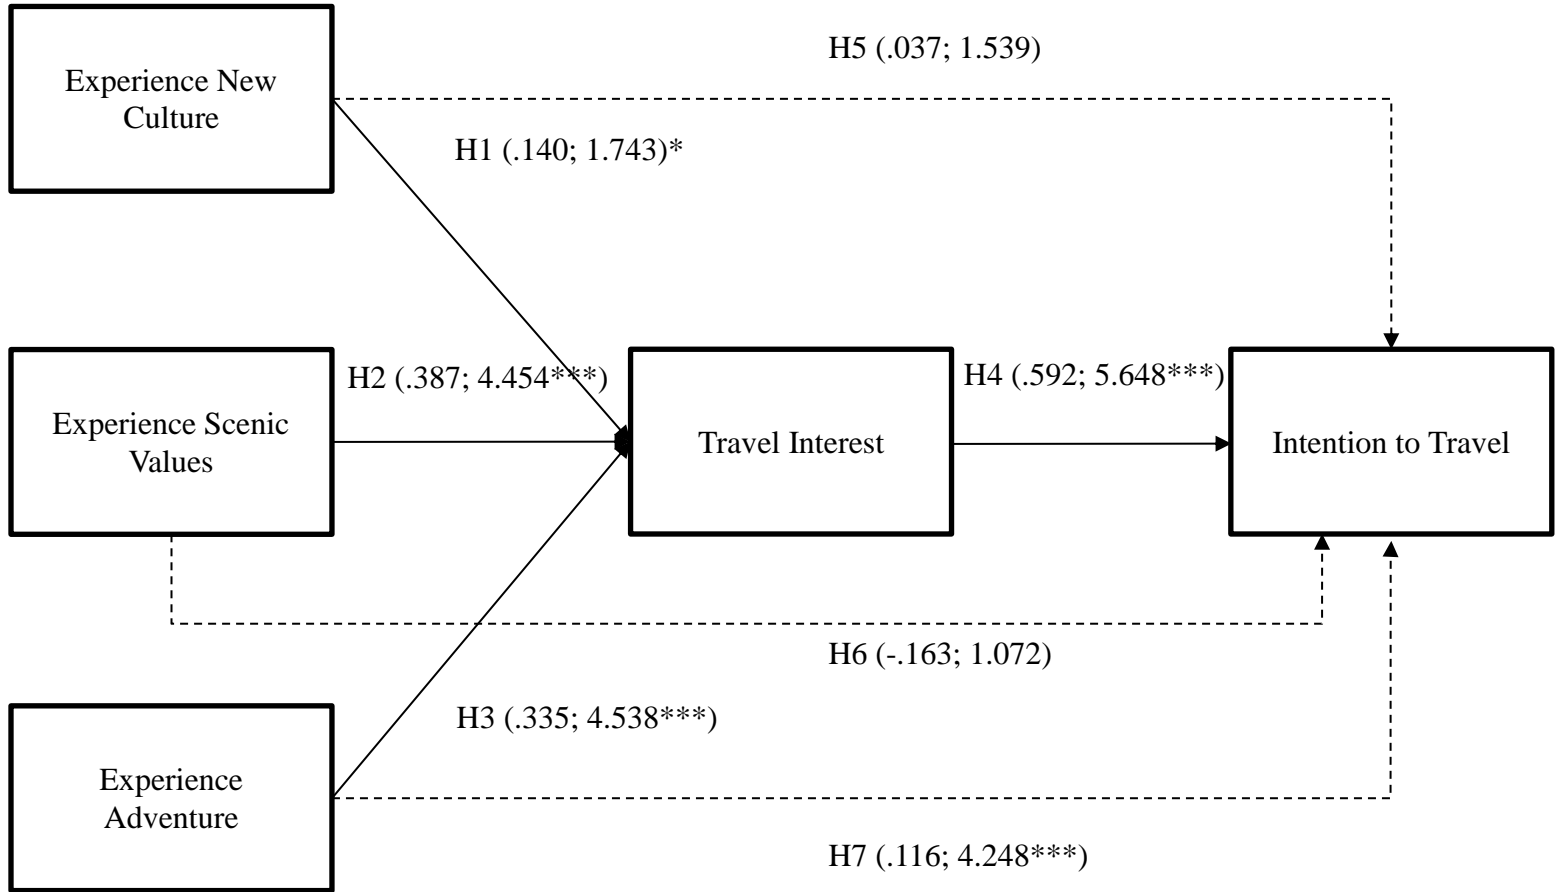 H5 (.037; 1.539)
Experience New
Culture
H1 (.140; 1.743)*
H2 (.387; 4.454***)
H4 (.592; 5.648***)
Experience Scenic
Values
Travel Interest
Intention to Travel
H6 (-.163; 1.072)
H3 (.335; 4.538***)
Experience
Adventure
H7 (.116; 4.248***)